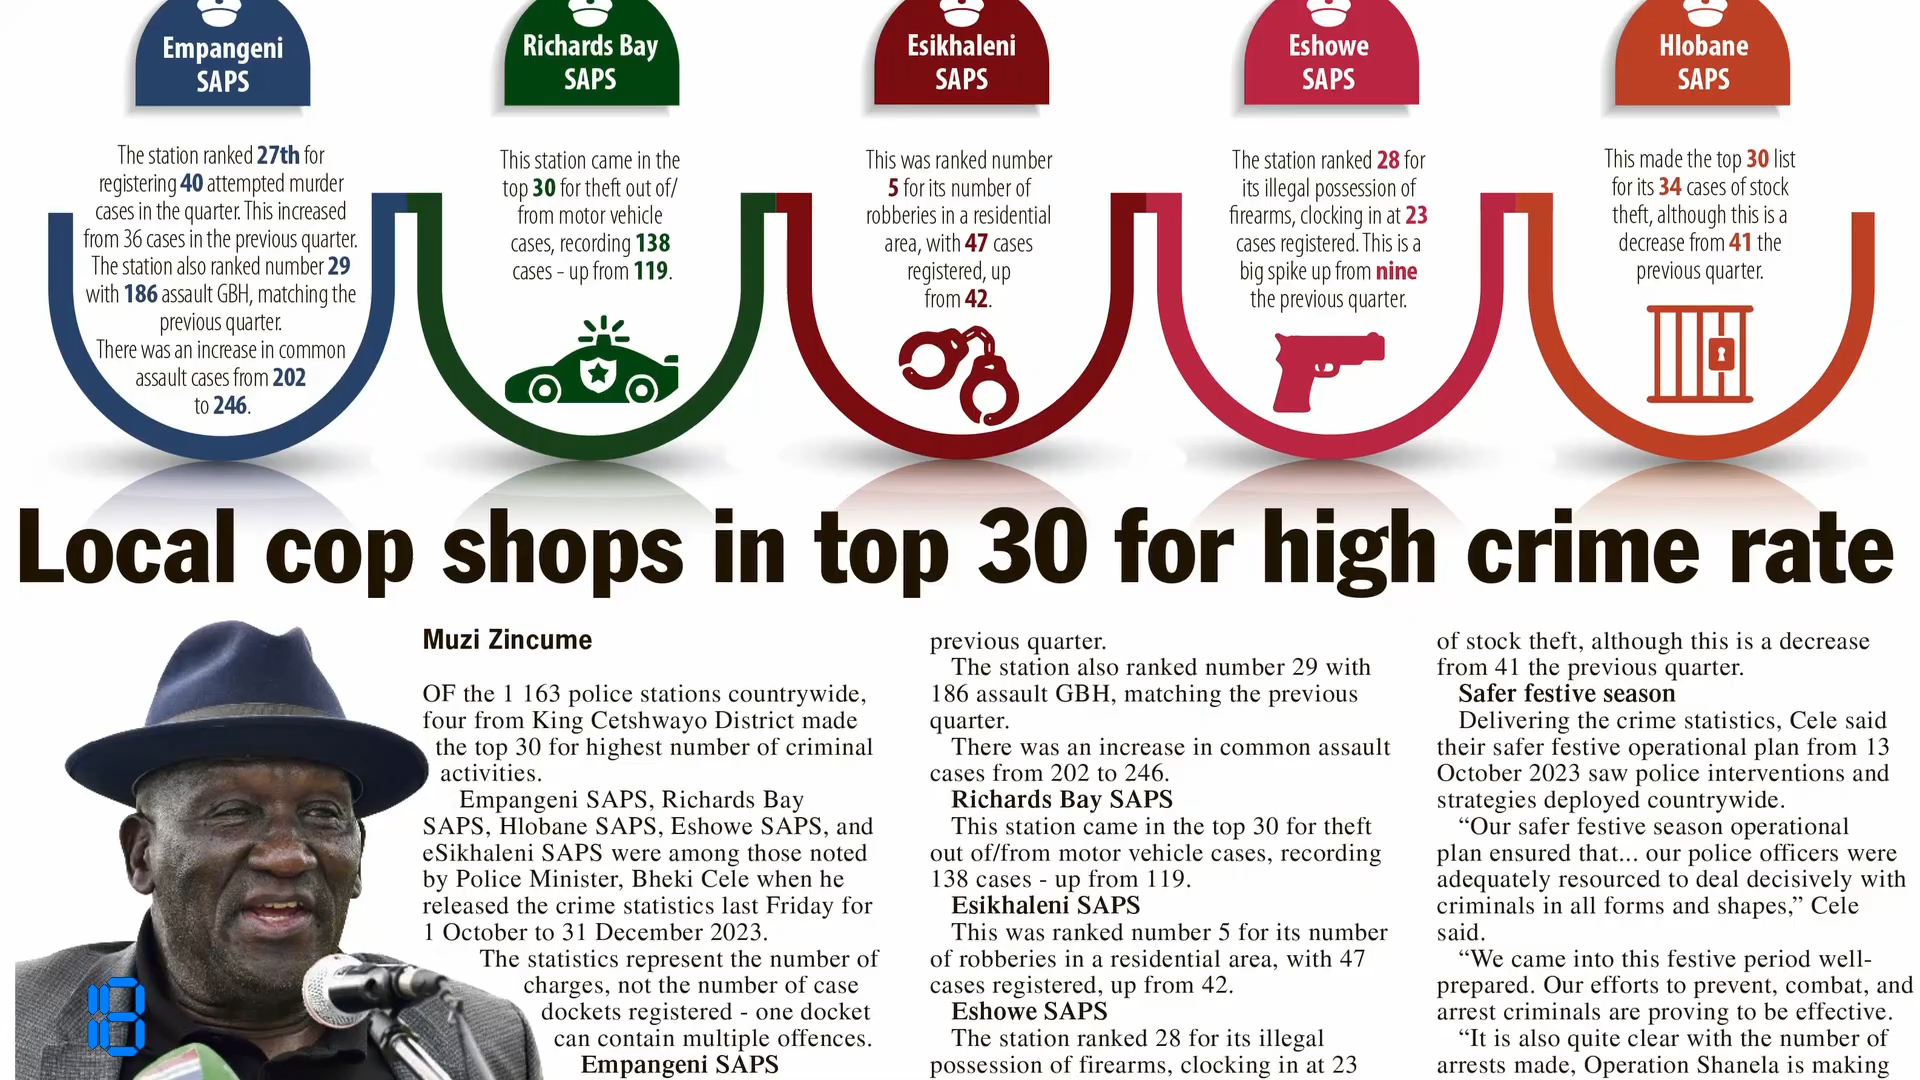 Empangeni
SAPS
The station ranked 27th for
registering 40 attempted murder
cases in the quarter. This increased
from 36 cases in the previous quarter.
The station also ranked number 29
with 186 assault GBH, matching the
previous quarter.
There was an increase in common
assault cases from 202
to 246.
Richards Bay
SAPS
This station came in the
top 30 for theft out of/
from motor vehicle
cases, recording 138
cases - up from 119.
Esikhaleni
SAPS
This was ranked number
5 for its number of
robberies in a residential
area, with 47 cases
registered, up
from 42.
Eshowe
SAPS
The station ranked 28 for
its illegal possession of
firearms, clocking in at 23
cases registered. This is a
big spike up from nine
the previous quarter.
Hlobane
SAPS
This made the top 30 list
for its 34 cases of stock
theft, although this is a
decrease from 41 the
previous quarter.
Local cop shops in top 30 for high crime rate
Muzi Zincume
OF the 1 163 police stations countrywide,
four from King Cetshwayo District made
the top 30 for highest number of criminal
activities.
Empangeni SAPS, Richards Bay
SAPS, Hlobane SAPS, Eshowe SAPS, and
eSikhaleni SAPS were among those noted
by Police Minister, Bheki Cele when he
released the crime statistics last Friday for
1 October to 31 December 2023.
The statistics represent the number of
charges, not the number of case
dockets registered - one docket
can contain multiple offences.
Empangeni SAPS
previous quarter.
The station also ranked number 29 with
186 assault GBH, matching the previous
quarter.
There was an increase in common assault
cases from 202 to 246.
Richards Bay SAPS
This station came in the top 30 for theft
out of/from motor vehicle cases, recording
138 cases - up from 119.
Esikhaleni SAPS
This was ranked number 5 for its number
of robberies in a residential area, with 47
cases registered, up from 42.
Eshowe SAPS
The station ranked 28 for its illegal
possession of firearms, clocking in at 23
of stock theft, although this is a decrease
from 41 the previous quarter.
Safer festive season
Delivering the crime statistics, Cele said
their safer festive operational plan from 13
October 2023 saw police interventions and
strategies deployed countrywide.
“Our safer festive season operational
plan ensured that... our police officers were
adequately resourced to deal decisively with
criminals in all forms and shapes,” Cele
said.
“We came into this festive period well-
prepared. Our efforts to prevent, combat, and
arrest criminals are proving to be effective.
“It is also quite clear with the number of
arrests made, Operation Shanela is making